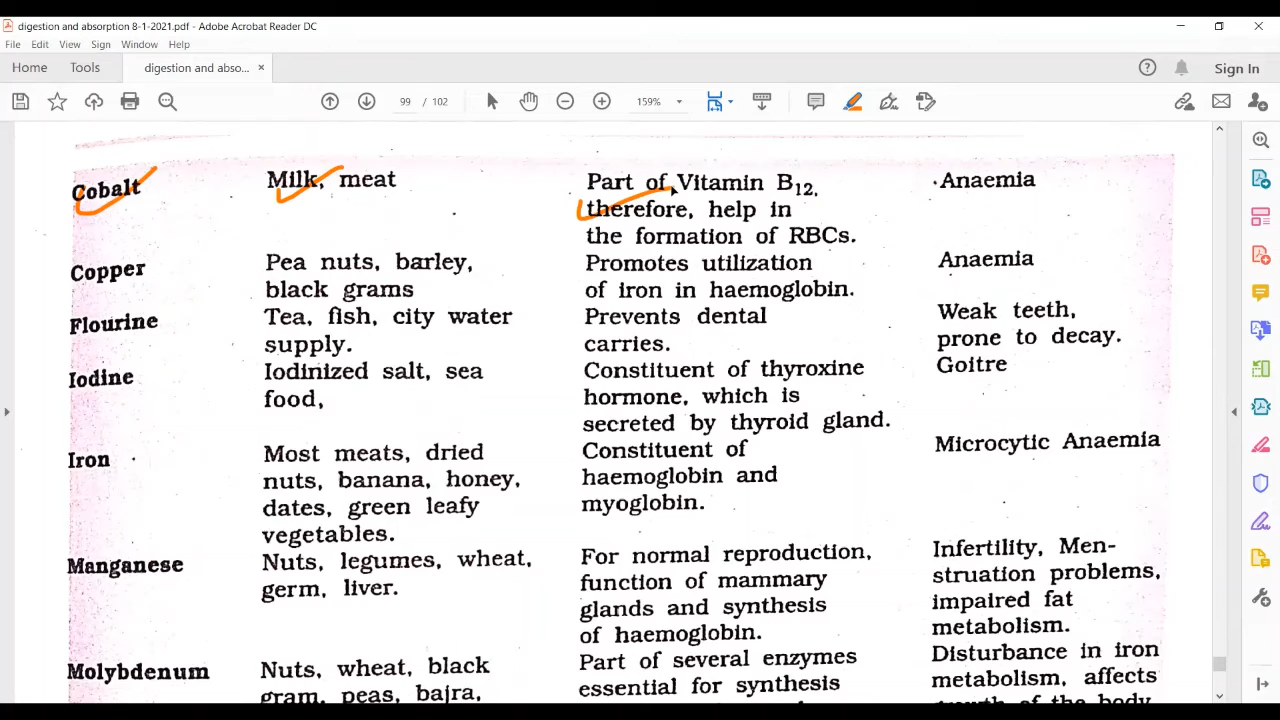 digestion and absorption 8-1-2021.pdf - Adobe Acrobat Reader DC
File Edit View Sign Window Help
Home Tools digestion and abso... × Sign In
99 / 102 159%
Cobalt Milk, meat Part of Vitamin B12, Anaemia
therefore, help in
the formation of RBCs.
Copper Pea nuts, barley, Promotes utilization Anaemia
black grams of iron in haemoglobin.
Flourine Tea, fish, city water Prevents dental Weak teeth,
supply. carries. prone to decay.
Iodine Iodinized salt, sea Constituent of thyroxine Goitre
food, hormone, which is
secreted by thyroid gland.
Iron Most meats, dried Constituent of Microcytic Anaemia
nuts, banana, honey, haemoglobin and
dates, green leafy myoglobin.
vegetables.
Manganese Nuts, legumes, wheat, For normal reproduction, Infertility, Men-
germ, liver. function of mammary struation problems,
glands and synthesis impaired fat
of haemoglobin. metabolism.
Molybdenum Nuts, wheat, black Part of several enzymes Disturbance in iron
gram, peas, bajra, essential for synthesis metabolism, affects
growth of the body